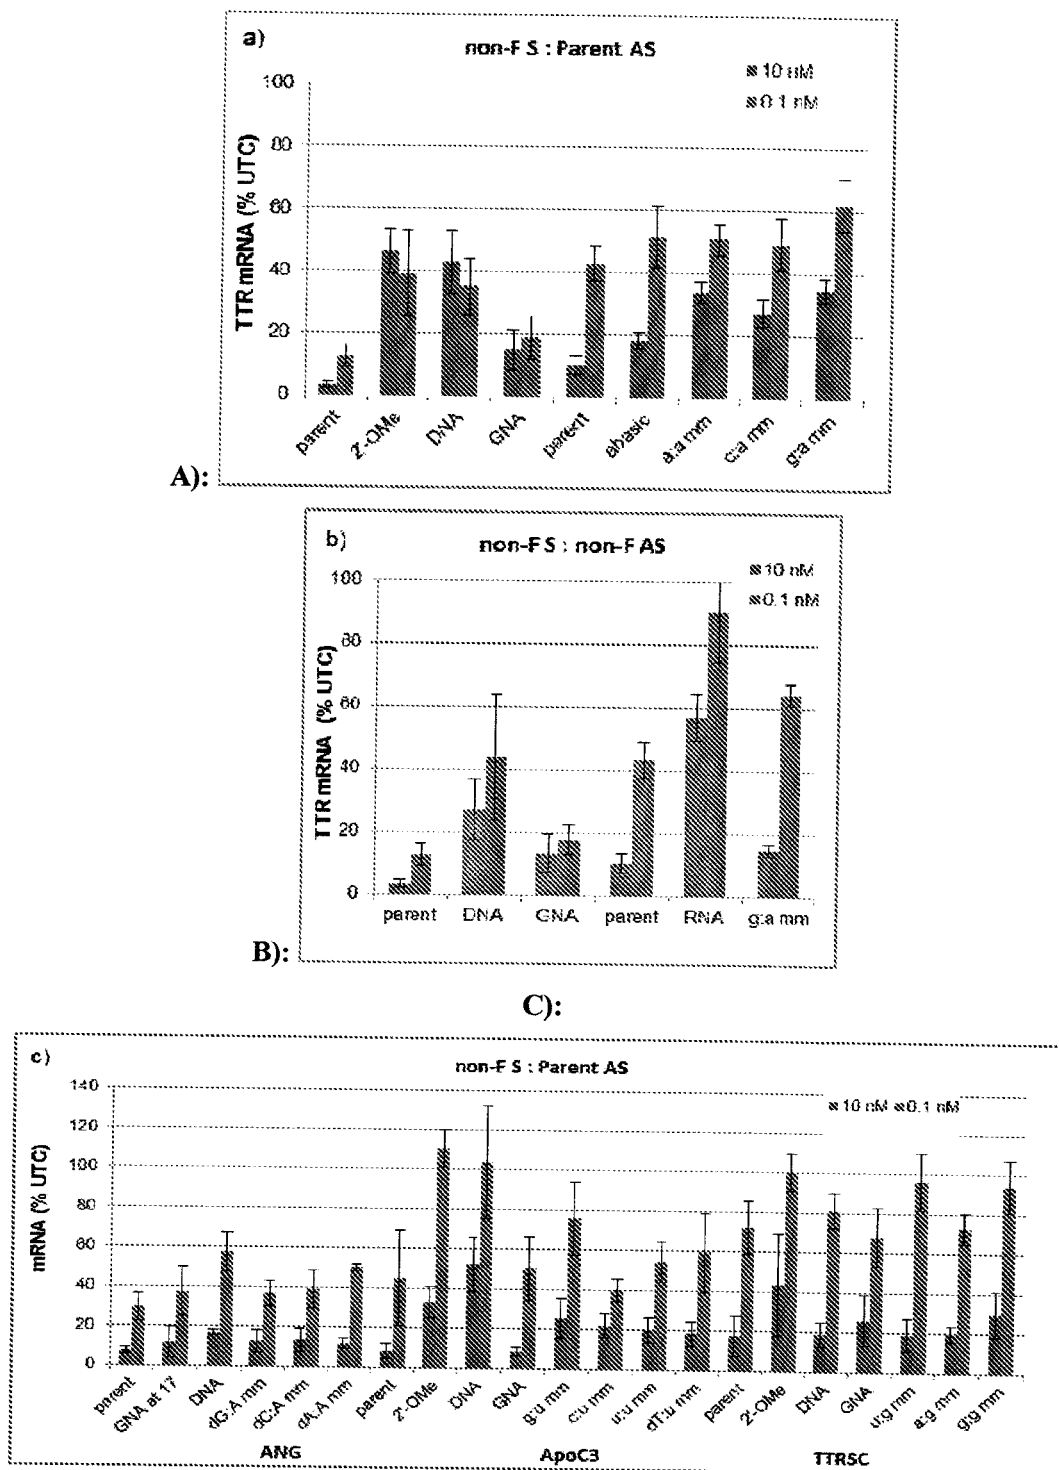 a)
non-F S : Parent AS
10 nM
0.1 nM
TTR mRNA (% UTC)
100
80
60
40
20
0
parent 2'-OMe DNA GNA parent abasic a:a mm c:a mm g:a mm
A):
b)
non-F S : non-F AS
10 nM
0.1 nM
TTR mRNA (% UTC)
100
80
60
40
20
0
parent DNA GNA parent RNA g:a mm
B):
C):
c)
non-F S : Parent AS
10 nM 0.1 nM
mRNA (% UTC)
140
120
100
80
60
40
20
0
parent GNA at 17 DNA dG:A mm dC:A mm dA:A mm parent 2'-OMe DNA GNA g:u mm c:u mm u:u mm dT:u mm parent 2'-OMe DNA GNA u:g mm a:g mm g:g mm
ANG ApoC3 TTRSC